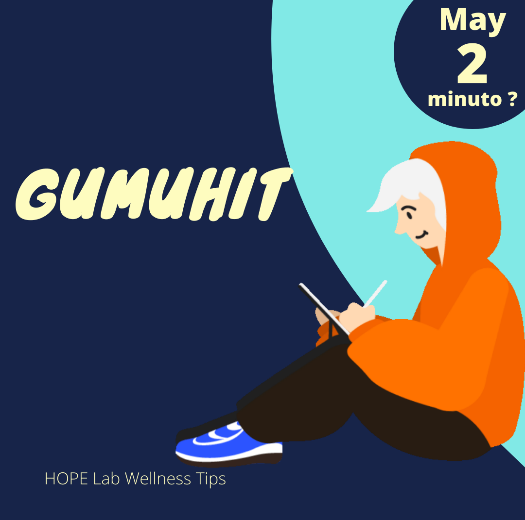 May
2
minuto ?
GUMUHIT
HOPE Lab Wellness Tips